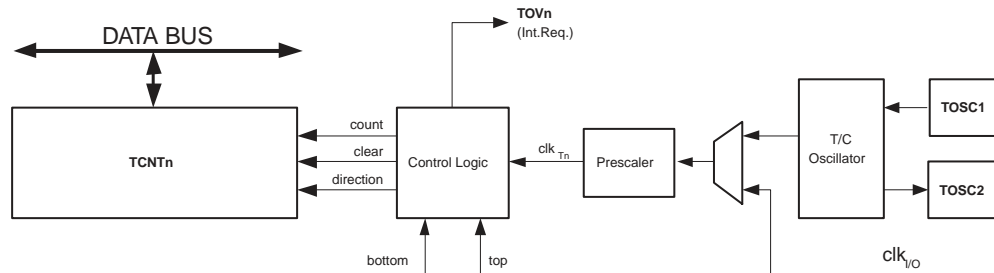 DATA BUS
TOVn
(Int.Req.)
TCNTn
count
clear
direction
Control Logic
clk Tn
Prescaler
T/C
Oscillator
TOSC1
TOSC2
bottom
top
clkI/O